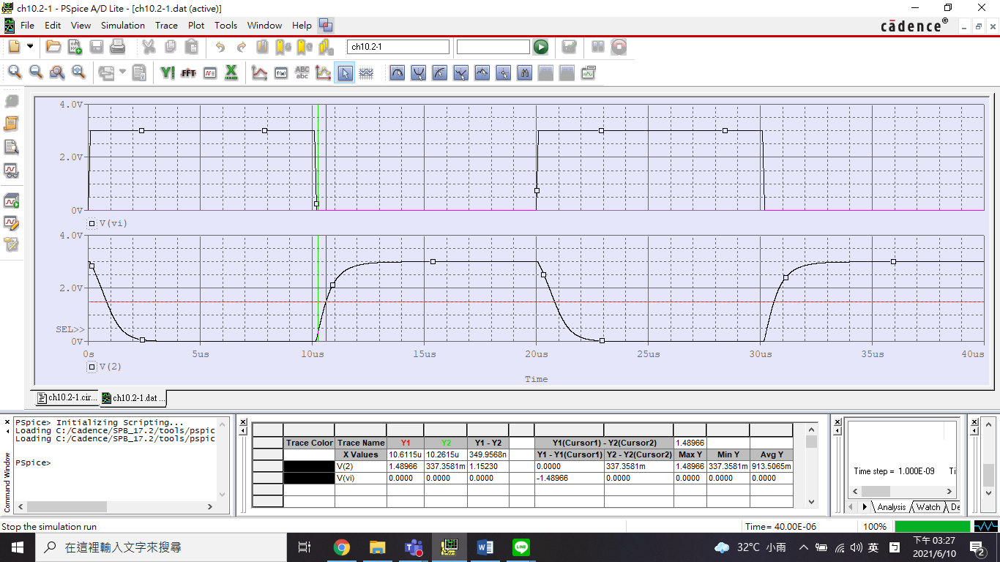 ch10.2-1 - PSpice A/D Lite - [ch10.2-1.dat (active)]
File Edit View Simulation Trace Plot Tools Window Help
cādence®
ch10.2-1
FFT
ABC
abc
4.0V
2.0V
0V
V(vi)
4.0V
2.0V
SEL>>
0V
0s 5us 10us 15us 20us 25us 30us 35us 40us
V(2)
Time
ch10.2-1.cir... ch10.2-1.dat ...
Command Window
PSpice> Initializing Scripting...
Loading C:/Cadence/SPB_17.2/tools/pspic
Loading C:/Cadence/SPB_17.2/tools/pspic
PSpice>
Trace Color Trace Name Y1 Y2 Y1 - Y2 Y1(Cursor1) - Y2(Cursor2) 1.48966
X Values 10.6115u 10.2615u 349.9568n Y1 - Y1(Cursor1) Y2 - Y2(Cursor2) Max Y Min Y Avg Y
V(2) 1.48966 337.3581m 1.15230 0.0000 337.3581m 1.48966 337.3581m 913.5065m
V(vi) 0.0000 0.0000 0.0000 -1.48966 0.0000 0.0000 0.0000 0.0000
Time step = 1.000E-09 Ti
Analysis Watch De
Stop the simulation run
Time= 40.00E-06 100%
在這裡輸入文字來搜尋
32°C 小雨
英
下午 03:27
2021/6/10
2